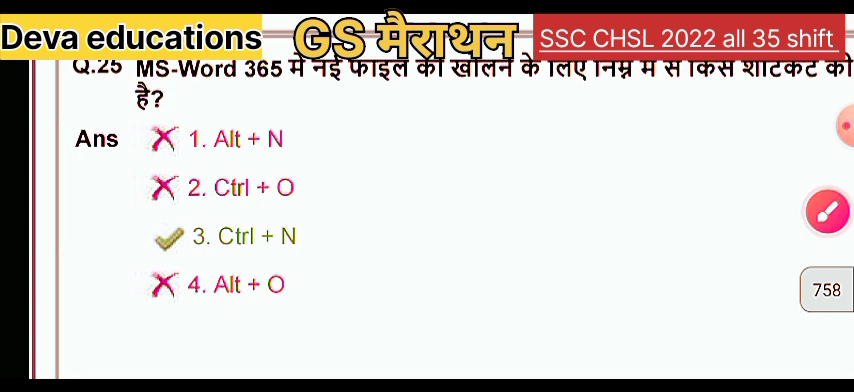 Deva educations GS मैराथन SSC CHSL 2022 all 35 shift
Q.25 MS-Word 365 में नई फाइल को खोलने के लिए निम्न में से किस शॉर्टकट की
है?
Ans 1. Alt + N
2. Ctrl + O
3. Ctrl + N
4. Alt + O
758